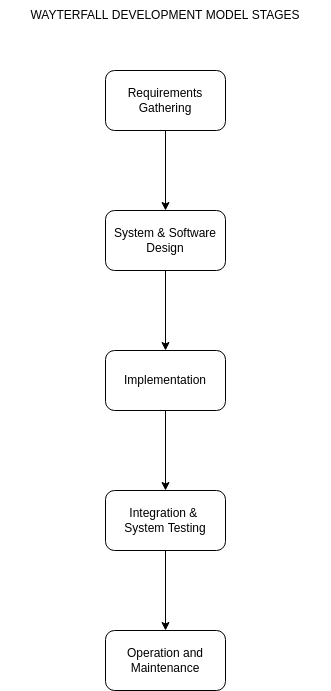 WAYTERFALL DEVELOPMENT MODEL STAGES
Requirements
Gathering
System & Software
Design
Implementation
Integration &
System Testing
Operation and
Maintenance